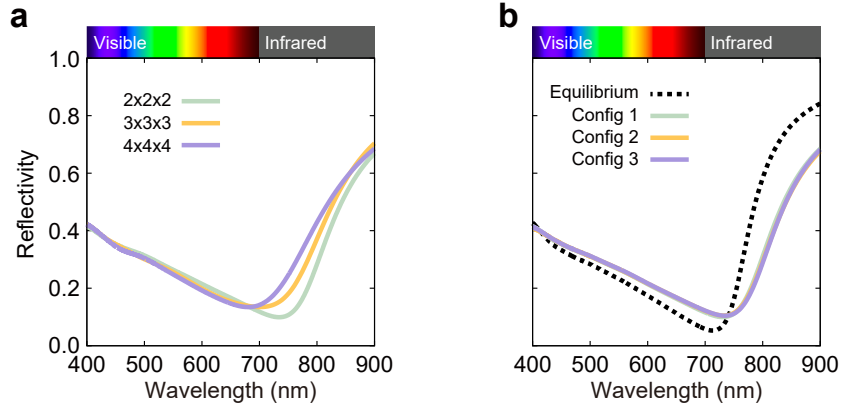 a
Visible Infrared
1.0
0.8
0.6
0.4
0.2
0.0
Reflectivity
2x2x2
3x3x3
4x4x4
400 500 600 700 800 900
Wavelength (nm)
b
Visible Infrared
Equilibrium
Config 1
Config 2
Config 3
400 500 600 700 800 900
Wavelength (nm)